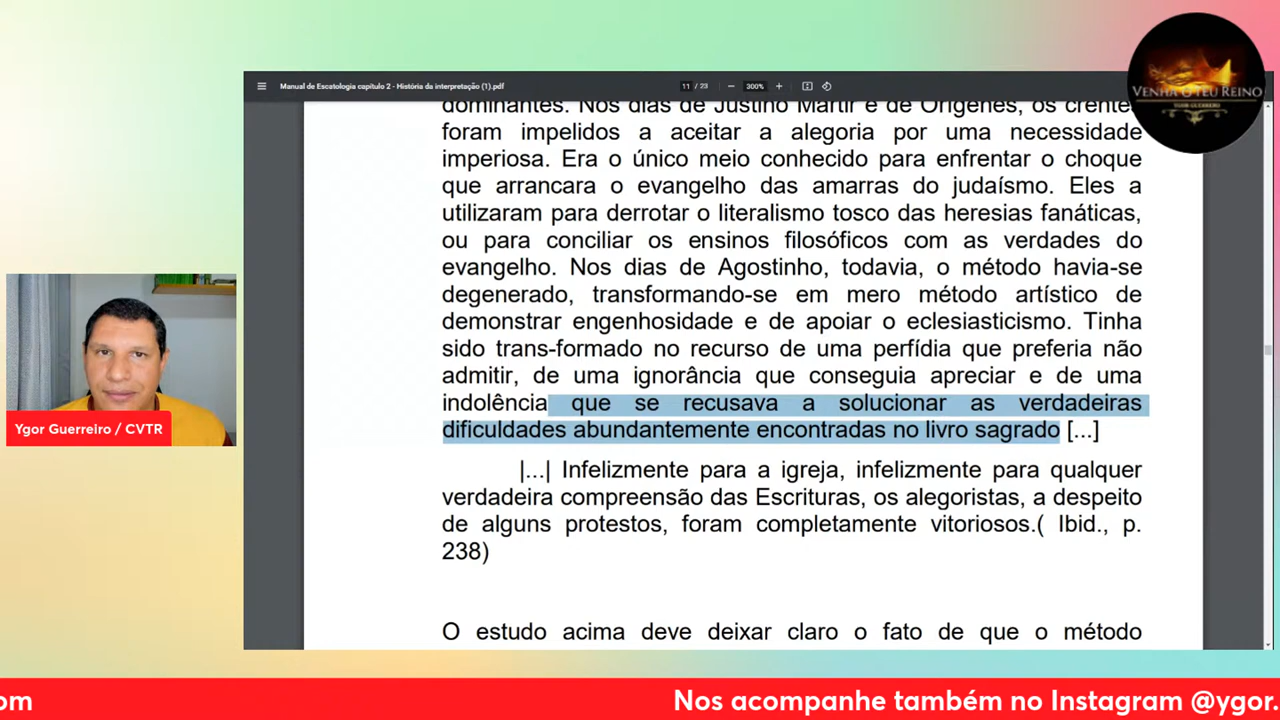 VENHA O TEU REINO
YGOR GUERREIRO
Manual de Escatologia capítulo 2 - História da interpretação (1).pdf
11 / 23
300%
dominantes. Nos dias de Justino Mártir e de Orígenes, os crente
foram impelidos a aceitar a alegoria por uma necessidade
imperiosa. Era o único meio conhecido para enfrentar o choque
que arrancara o evangelho das amarras do judaísmo. Eles a
utilizaram para derrotar o literalismo tosco das heresias fanáticas,
ou para conciliar os ensinos filosóficos com as verdades do
evangelho. Nos dias de Agostinho, todavia, o método havia-se
degenerado, transformando-se em mero método artístico de
demonstrar engenhosidade e de apoiar o eclesiasticismo. Tinha
sido trans-formado no recurso de uma perfídia que preferia não
admitir, de uma ignorância que conseguia apreciar e de uma
indolência que se recusava a solucionar as verdadeiras
dificuldades abundantemente encontradas no livro sagrado [...]
|...| Infelizmente para a igreja, infelizmente para qualquer
verdadeira compreensão das Escrituras, os alegoristas, a despeito
de alguns protestos, foram completamente vitoriosos.( Ibid., p.
238)
O estudo acima deve deixar claro o fato de que o método
Ygor Guerreiro / CVTR
om
Nos acompanhe também no Instagram @ygor.